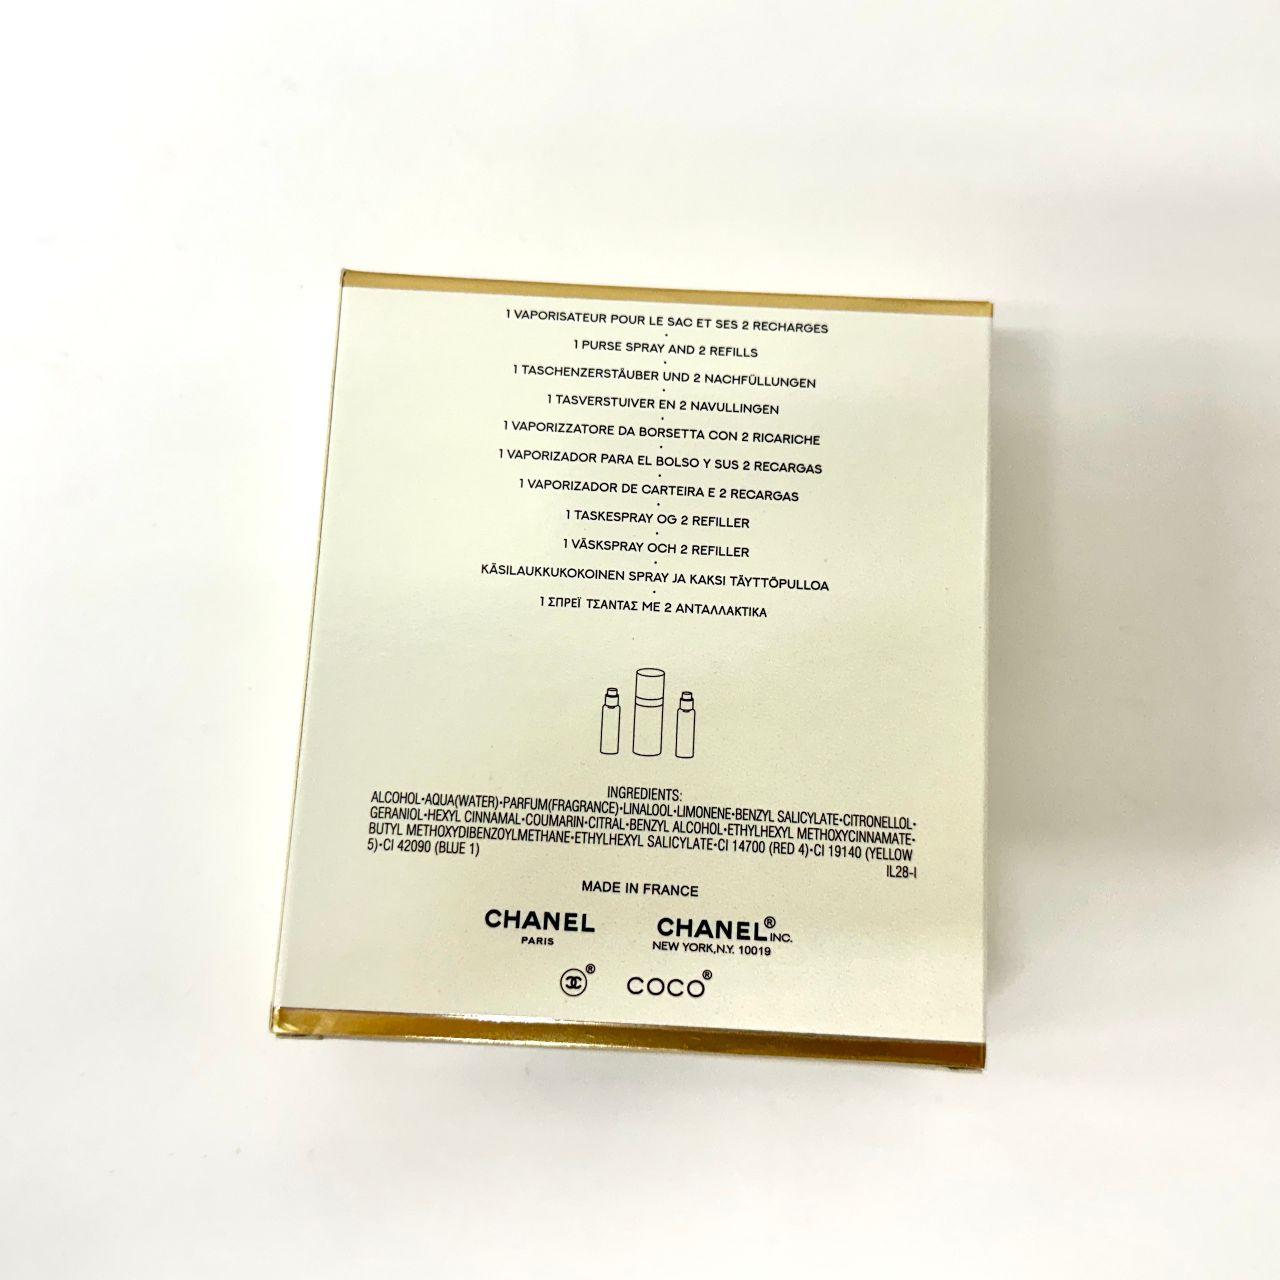 1 VAPORISATEUR POUR LE SAC ET SES 2 RECHARGES
•
1 PURSE SPRAY AND 2 REFILLS
•
1 TASCHENZERSTÄUBER UND 2 NACHFÜLLUNGEN
•
1 TASVERSTUIVER EN 2 NAVULLINGEN
•
1 VAPORIZZATORE DA BORSETTA CON 2 RICARICHE
•
1 VAPORIZADOR PARA EL BOLSO Y SUS 2 RECARGAS
•
1 VAPORIZADOR DE CARTEIRA E 2 RECARGAS
•
1 TASKESPRAY OG 2 REFILLER
•
1 VÄSKSPRAY OCH 2 REFILLER
•
KÄSILAUKKUKOKOINEN SPRAY JA KAKSI TÄYTTÖPULLOA
•
1 ΣΠΡΕΪ ΤΣΑΝΤΑΣ ΜΕ 2 ΑΝΤΑΛΛΑΚΤΙΚΑ
INGREDIENTS:
ALCOHOL•AQUA(WATER)•PARFUM(FRAGRANCE)•LINALOOL•LIMONENE•BENZYL SALICYLATE•CITRONELLOL•
GERANIOL•HEXYL CINNAMAL•COUMARIN•CITRAL•BENZYL ALCOHOL•ETHYLHEXYL METHOXYCINNAMATE•
BUTYL METHOXYDIBENZOYLMETHANE•ETHYLHEXYL SALICYLATE•CI 14700 (RED 4)•CI 19140 (YELLOW
5)•CI 42090 (BLUE 1)
IL28-I
MADE IN FRANCE
CHANEL CHANEL® INC.
PARIS NEW YORK,N.Y. 10019
® COCO®